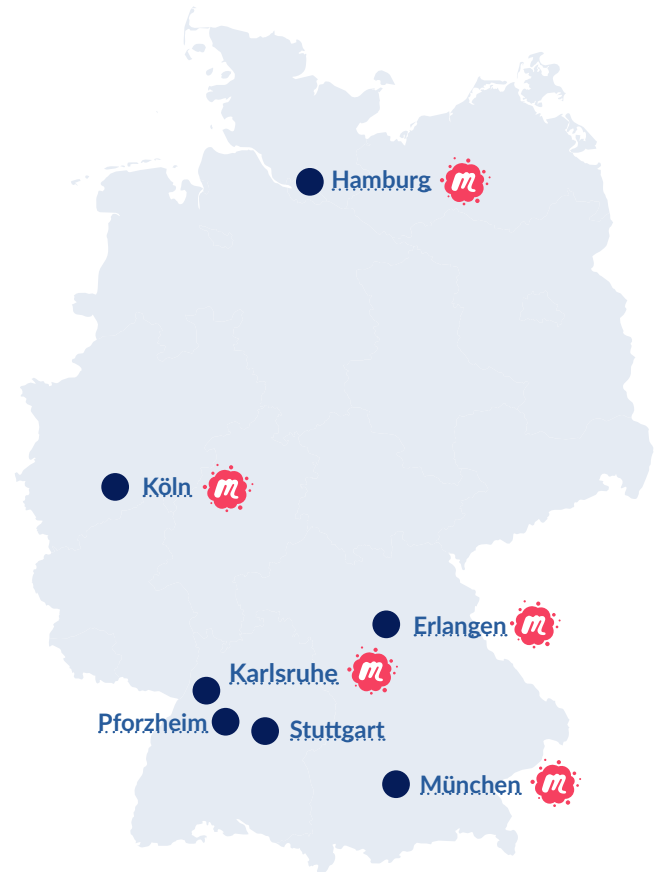 Hamburg
Köln
Erlangen
Karlsruhe
Pforzheim
Stuttgart
München